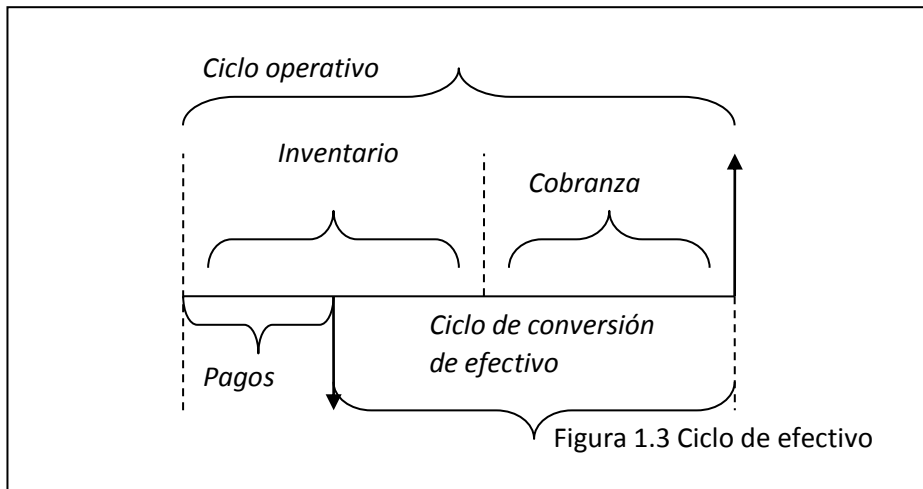 Ciclo operativo
Inventario
Cobranza
Ciclo de conversión
de efectivo
Pagos
Figura 1.3 Ciclo de efectivo